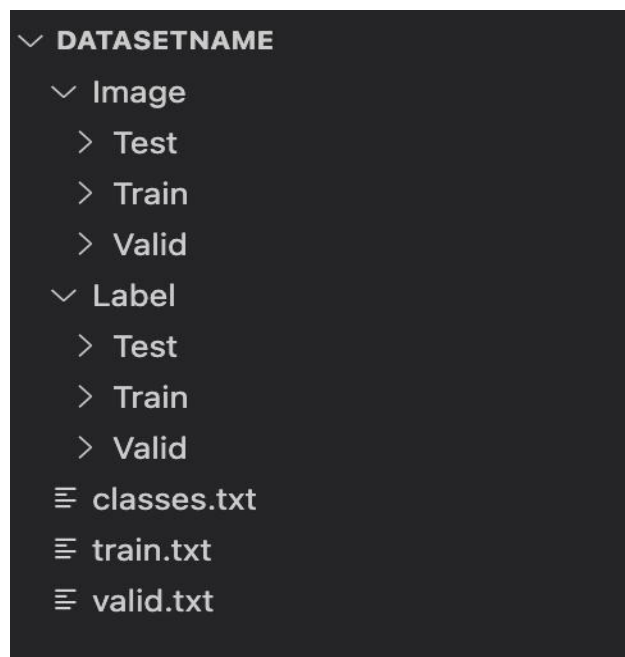 DATASETNAME
Image
Test
Train
Valid
Label
Test
Train
Valid
classes.txt
train.txt
valid.txt